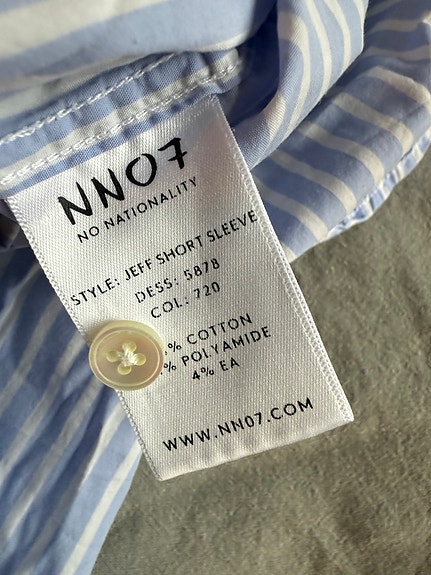 NN07
NO NATIONALITY
STYLE: JEFF SHORT SLEEVE
DESS: 5878
COL: 720
% COTTON
% POLYAMIDE
4% EA
WWW.NN07.COM